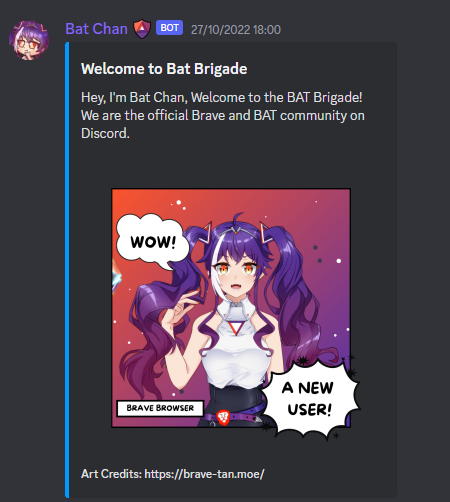 Bat Chan BOT 27/10/2022 18:00
Welcome to Bat Brigade
Hey, I'm Bat Chan, Welcome to the BAT Brigade!
We are the official Brave and BAT community on
Discord.
WOW!
BRAVE BROWSER
A NEW
USER!
Art Credits: https://brave-tan.moe/